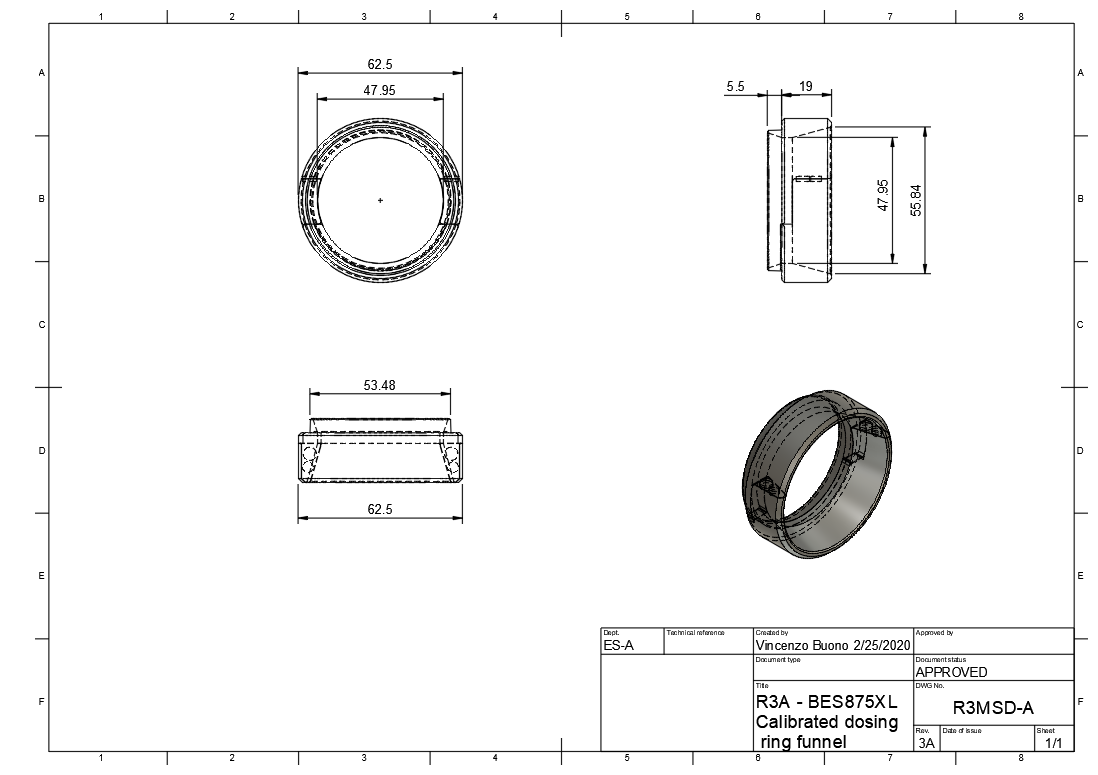 1 2 3 4 5 6 7 8
A A
62.5
47.95
5.5 19
B B
47.95
55.84
C C
53.48
D D
62.5
E E
Dept. Technical reference Created by Approved by
ES-A Vincenzo Buono 2/25/2020
Document type Document status
APPROVED
Title DWG No.
R3A - BES875XL
R3MSD-A
Calibrated dosing
ring funnel
Rev. Date of issue Sheet
3A 1/1
F F
1 2 3 4 5 6 7 8